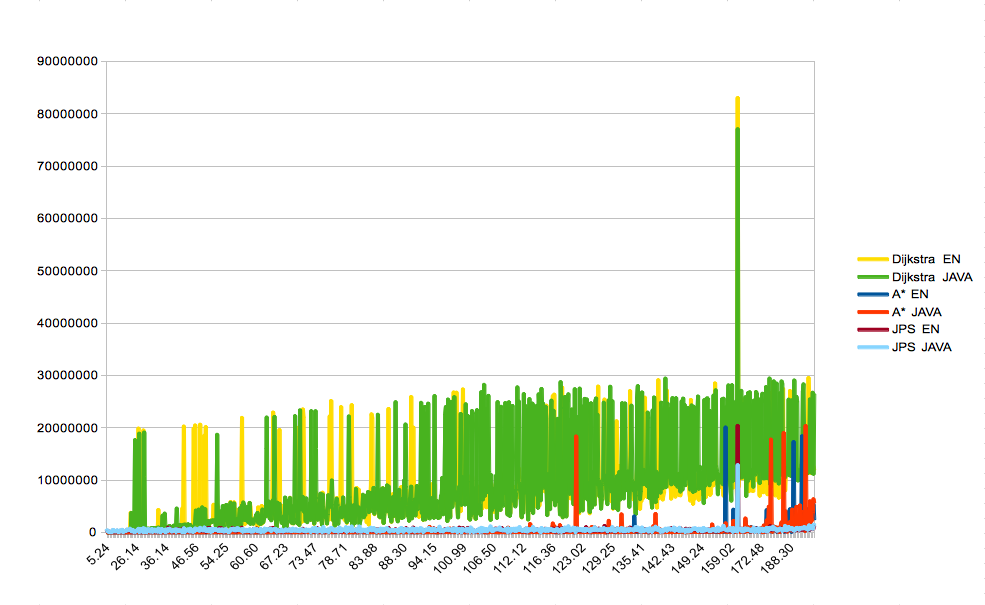 90000000
80000000
70000000
60000000
50000000
40000000
30000000
20000000
10000000
0
5.24 26.14 36.14 46.56 54.25 60.60 67.23 73.47 78.71 83.88 88.30 94.15 100.99 106.50 112.12 116.36 123.02 129.25 135.41 142.43 149.24 159.02 172.48 188.30
Dijkstra EN
Dijkstra JAVA
A* EN
A* JAVA
JPS EN
JPS JAVA